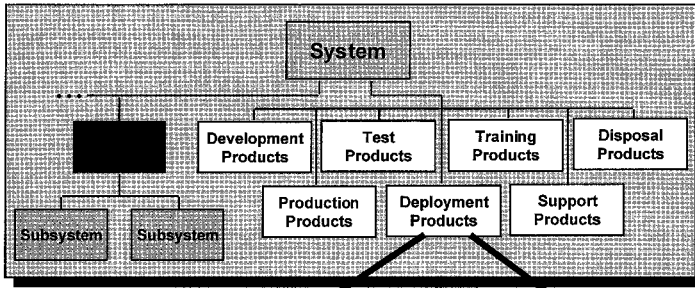 System
....
Development
Products
Test
Products
Training
Products
Disposal
Products
Production
Products
Deployment
Products
Support
Products
Subsystem
Subsystem